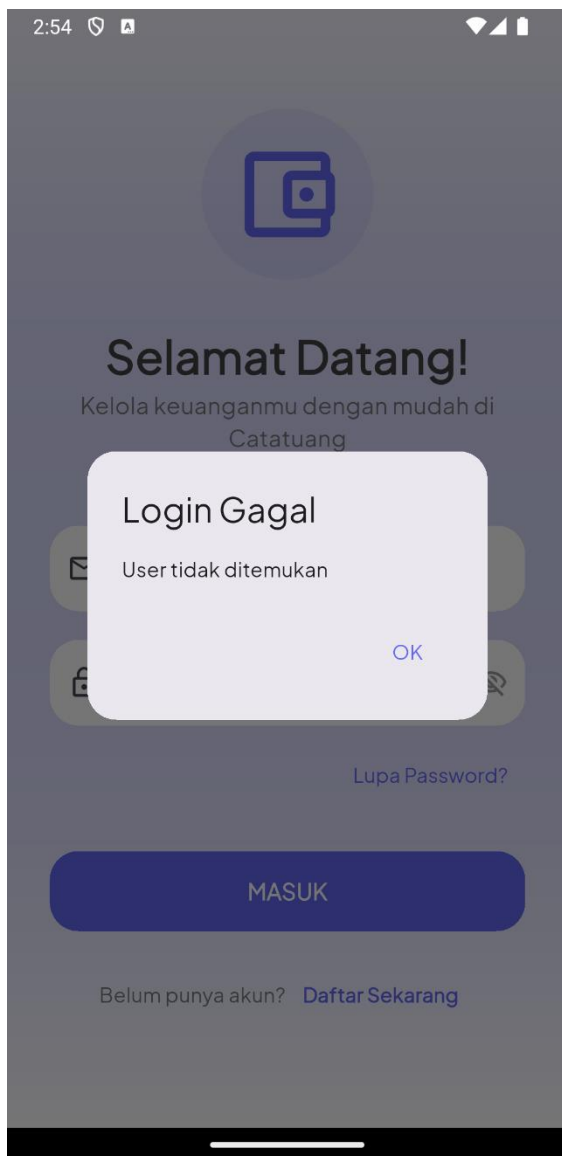 2:54
Selamat Datang!
Kelola keuanganmu dengan mudah di
Catatuang
Login Gagal
User tidak ditemukan
OK
Lupa Password?
MASUK
Belum punya akun? Daftar Sekarang